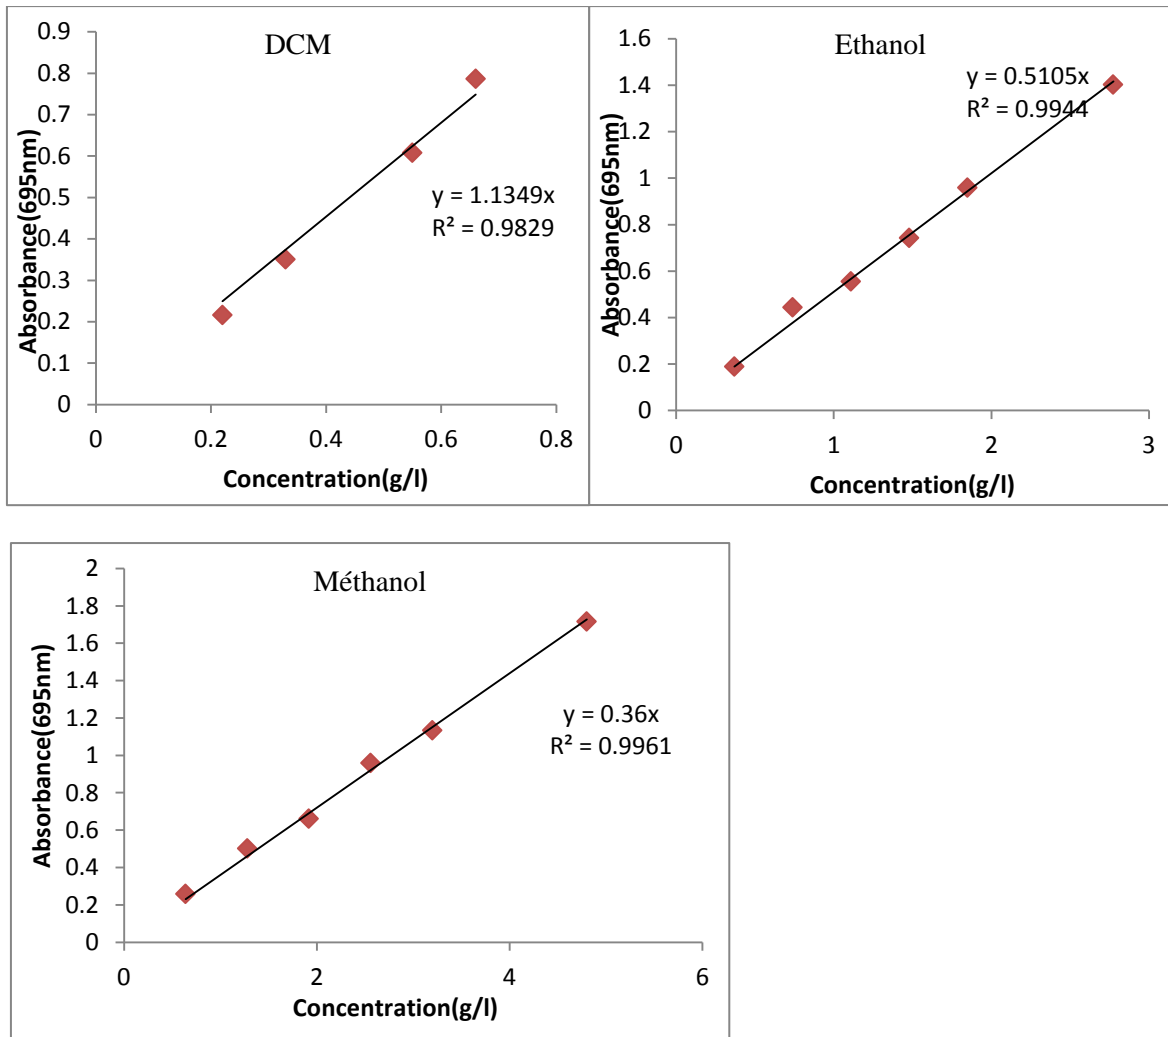 DCM
0.9
0.8
0.7
0.6
0.5
0.4
0.3
0.2
0.1
0
Absorbance(695nm)
y = 1.1349x
R² = 0.9829
0 0.2 0.4 0.6 0.8
Concentration(g/l)
Ethanol
1.6
1.4
1.2
1
0.8
0.6
0.4
0.2
0
Absorbance(695nm)
y = 0.5105x
R² = 0.9944
0 1 2 3
Concentration(g/l)
Méthanol
2
1.8
1.6
1.4
1.2
1
0.8
0.6
0.4
0.2
0
Absorbance(695nm)
y = 0.36x
R² = 0.9961
0 2 4 6
Concentration(g/l)